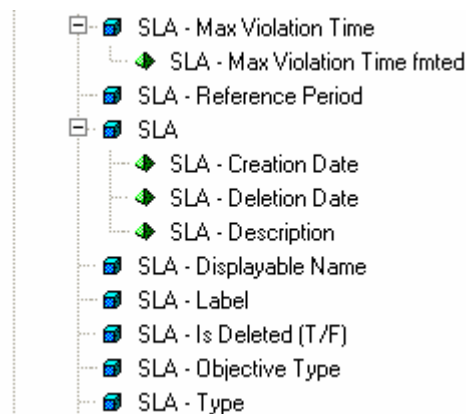 SLA - Max Violation Time
SLA - Max Violation Time fmted
SLA - Reference Period
SLA
SLA - Creation Date
SLA - Deletion Date
SLA - Description
SLA - Displayable Name
SLA - Label
SLA - Is Deleted (T/F)
SLA - Objective Type
SLA - Type